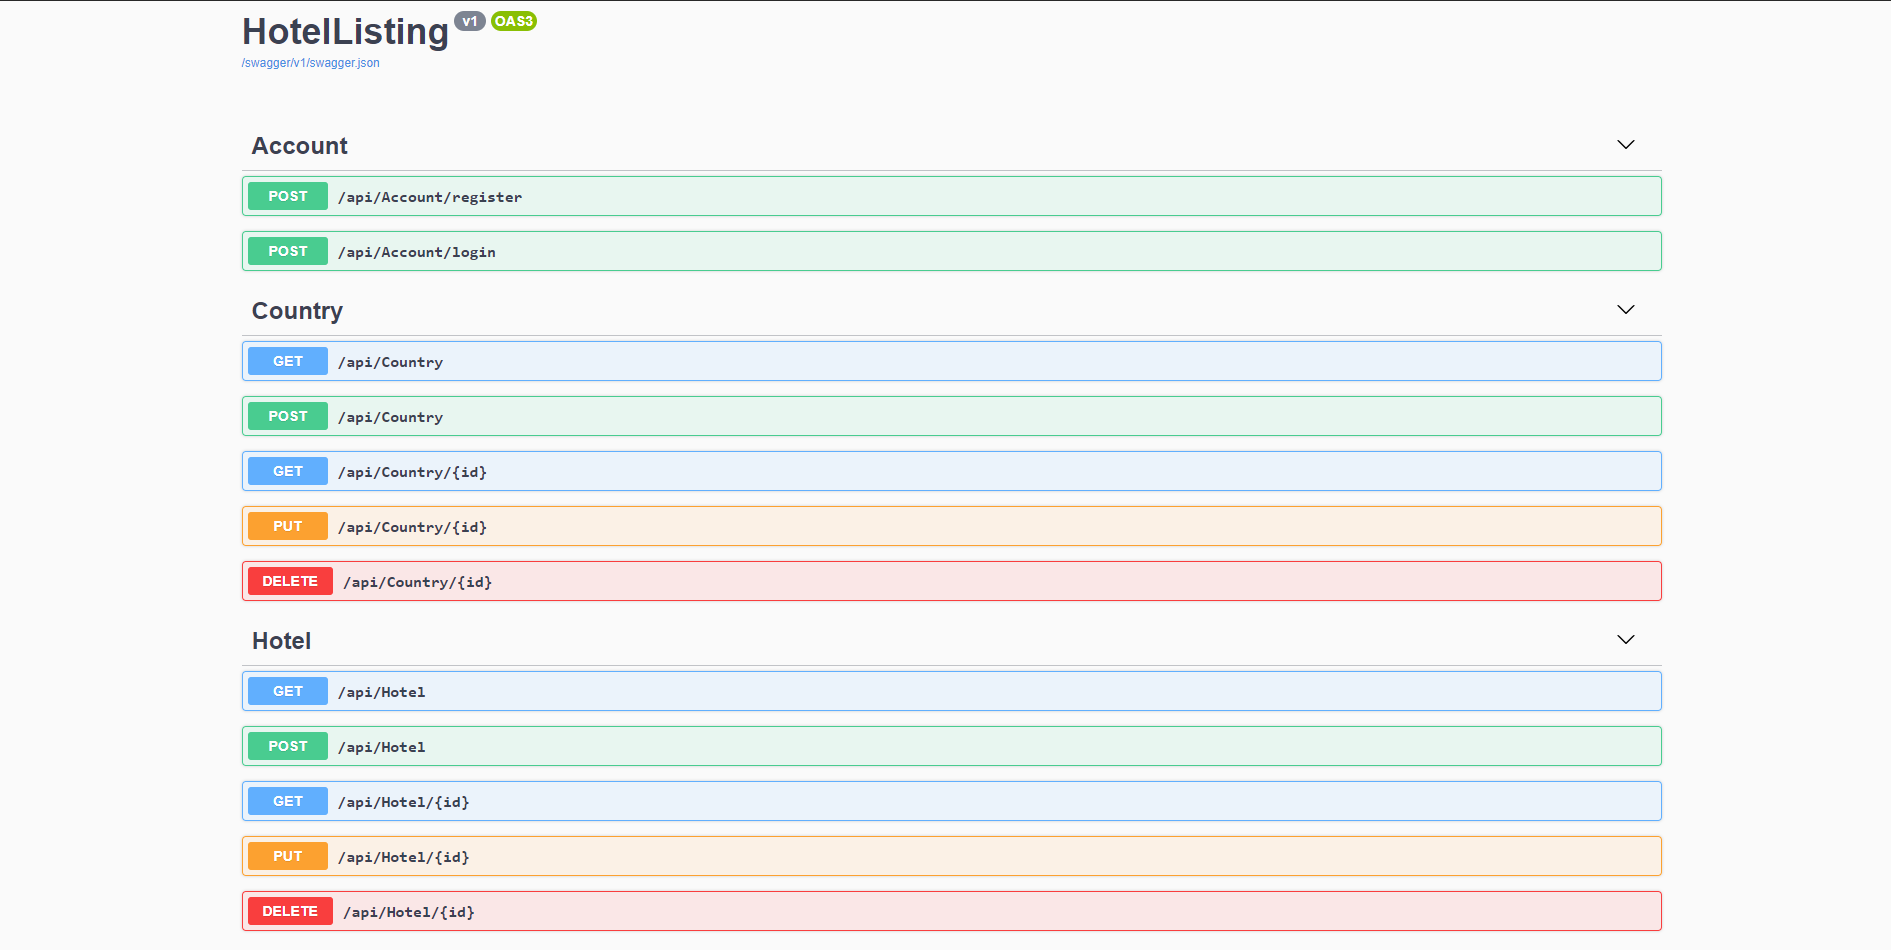 HotelListing v1 OAS3
/swagger/v1/swagger.json
Account
POST /api/Account/register
POST /api/Account/login
Country
GET /api/Country
POST /api/Country
GET /api/Country/{id}
PUT /api/Country/{id}
DELETE /api/Country/{id}
Hotel
GET /api/Hotel
POST /api/Hotel
GET /api/Hotel/{id}
PUT /api/Hotel/{id}
DELETE /api/Hotel/{id}